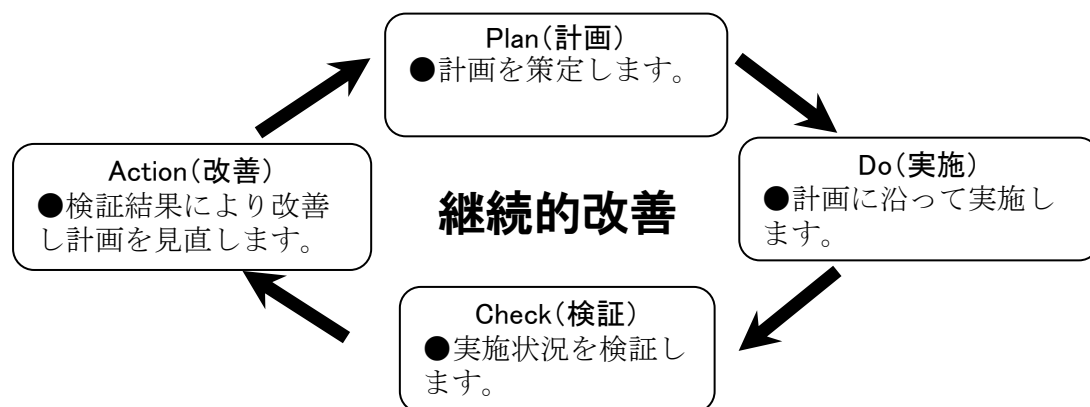 Plan(計画)
●計画を策定します。
Do(実施)
●計画に沿って実施し
ます。
Check(検証)
●実施状況を検証し
ます。
Action(改善)
●検証結果により改善
し計画を見直します。
継続的改善